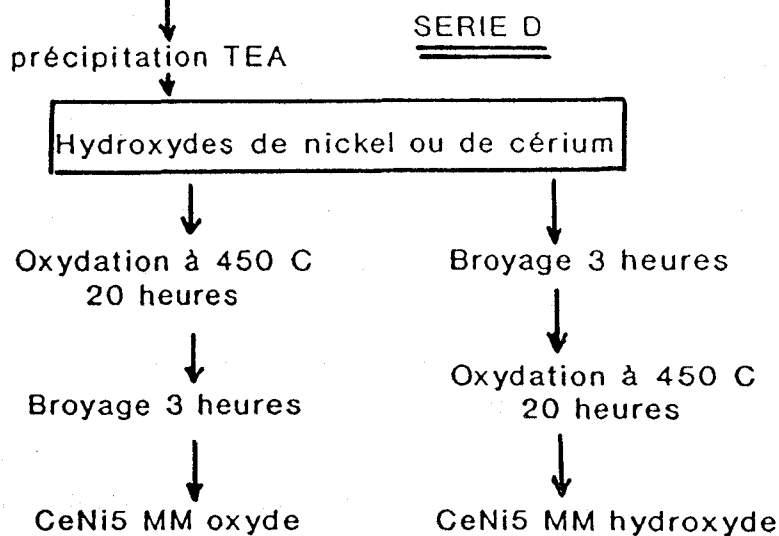 SERIE D
précipitation TEA
Hydroxydes de nickel ou de cérium
Oxydation à 450 C
20 heures
Broyage 3 heures
CeNi5 MM oxyde
Broyage 3 heures
Oxydation à 450 C
20 heures
CeNi5 MM hydroxyde